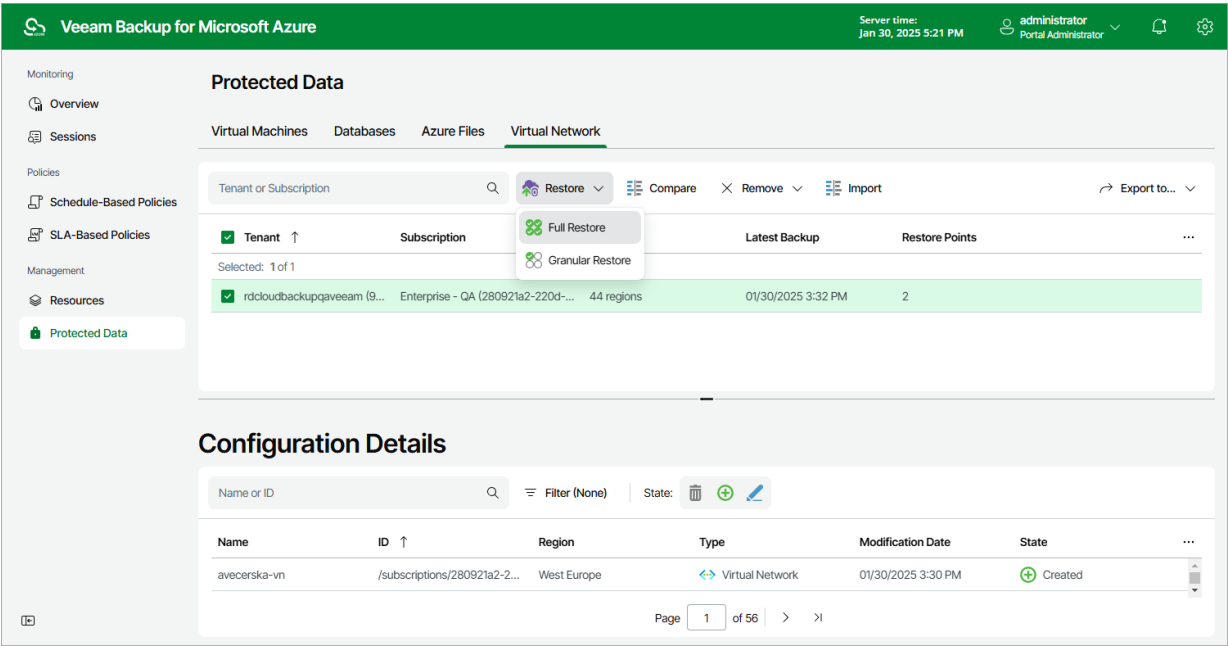 Veeam Backup for Microsoft Azure
Server time:
Jan 30, 2025 5:21 PM
administrator
Portal Administrator
Monitoring
Overview
Sessions
Policies
Schedule-Based Policies
SLA-Based Policies
Management
Resources
Protected Data
Protected Data
Virtual Machines Databases Azure Files Virtual Network
Tenant or Subscription Restore Compare Remove Import Export to...
Full Restore
Granular Restore
Tenant Subscription Latest Backup Restore Points
Selected: 1 of 1
rdcloudbackupqaveeam (9... Enterprise - QA (280921a2-220d-... 44 regions 01/30/2025 3:32 PM 2
Configuration Details
Name or ID Filter (None) State:
Name ID Region Type Modification Date State
avecerska-vn /subscriptions/280921a2-2... West Europe Virtual Network 01/30/2025 3:30 PM Created
Page 1 of 56